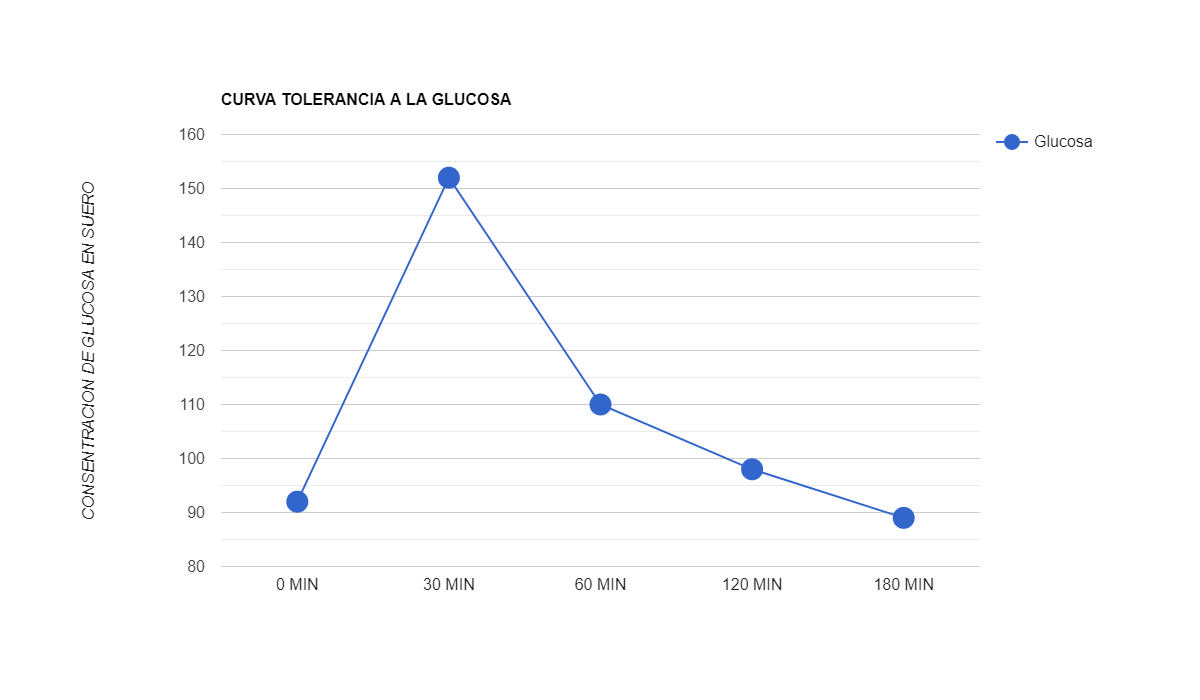 CURVA TOLERANCIA A LA GLUCOSA
CONSENTRACION DE GLUCOSA EN SUERO
160
150
140
130
120
110
100
90
80
0 MIN
30 MIN
60 MIN
120 MIN
180 MIN
Glucosa